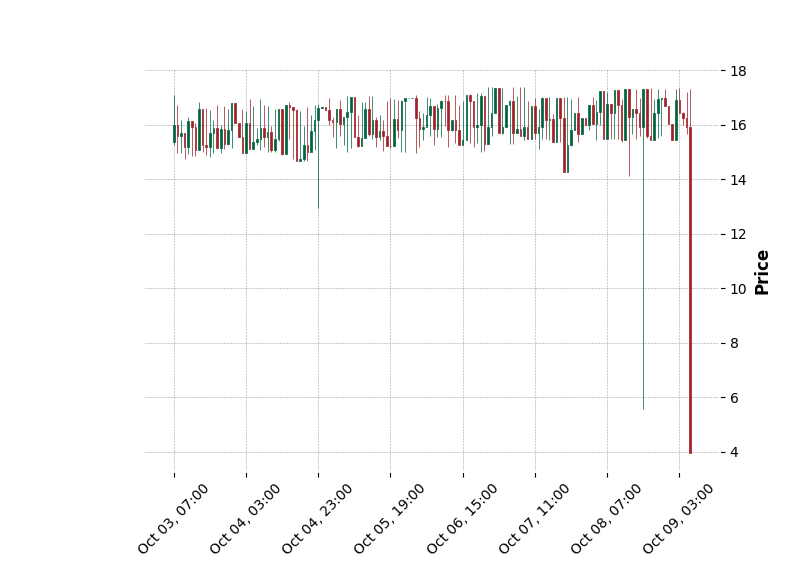 18
16
14
12
10
8
6
4
Price
Oct 03, 07:00
Oct 04, 03:00
Oct 04, 23:00
Oct 05, 19:00
Oct 06, 15:00
Oct 07, 11:00
Oct 08, 07:00
Oct 09, 03:00